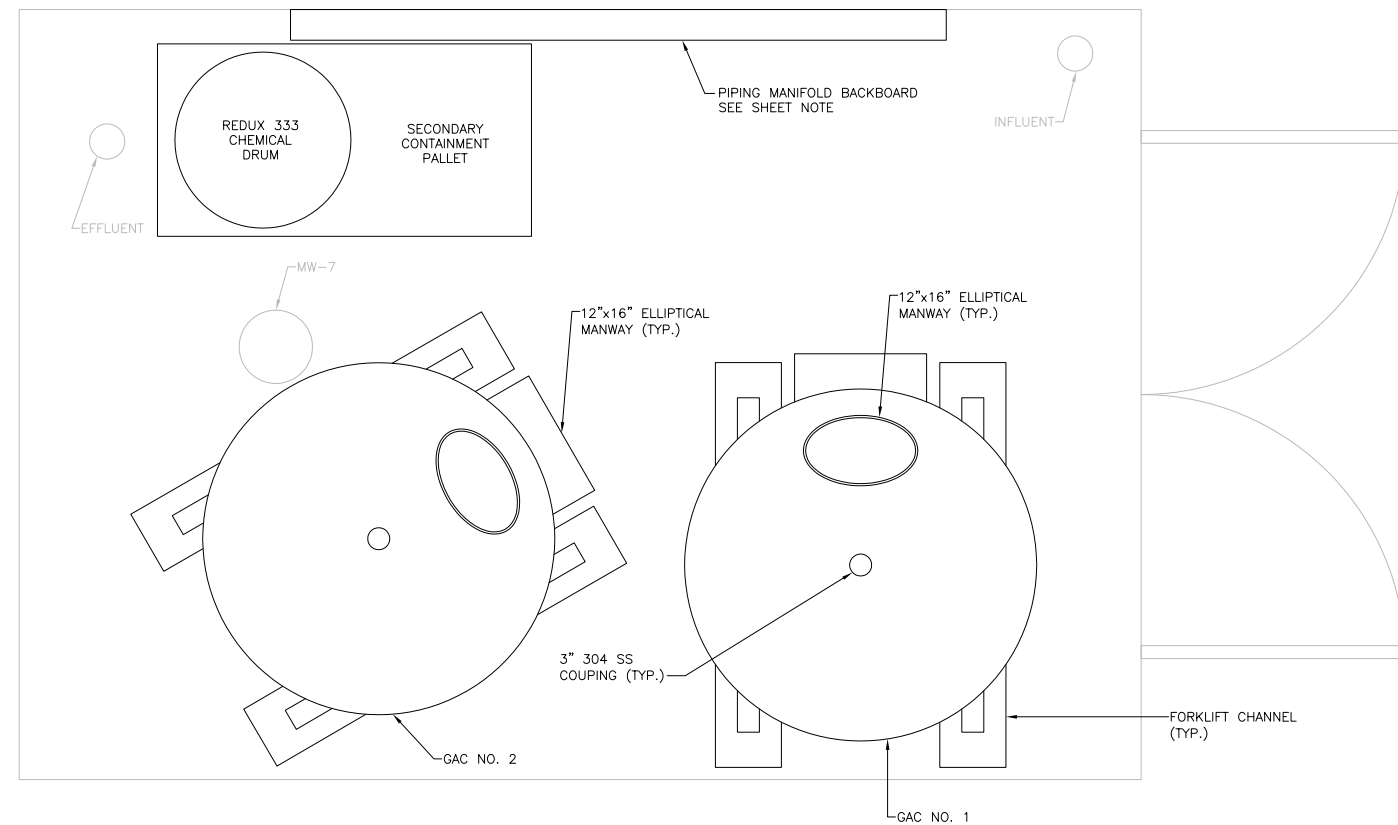 PIPING MANIFOLD BACKBOARD
SEE SHEET NOTE
INFLUENT
REDUX 333
CHEMICAL
DRUM
SECONDARY
CONTAINMENT
PALLET
EFFLUENT
MW-7
12"x16" ELLIPTICAL
MANWAY (TYP.)
12"x16" ELLIPTICAL
MANWAY (TYP.)
3" 304 SS
COUPING (TYP.)
FORKLIFT CHANNEL
(TYP.)
GAC NO. 2
GAC NO. 1